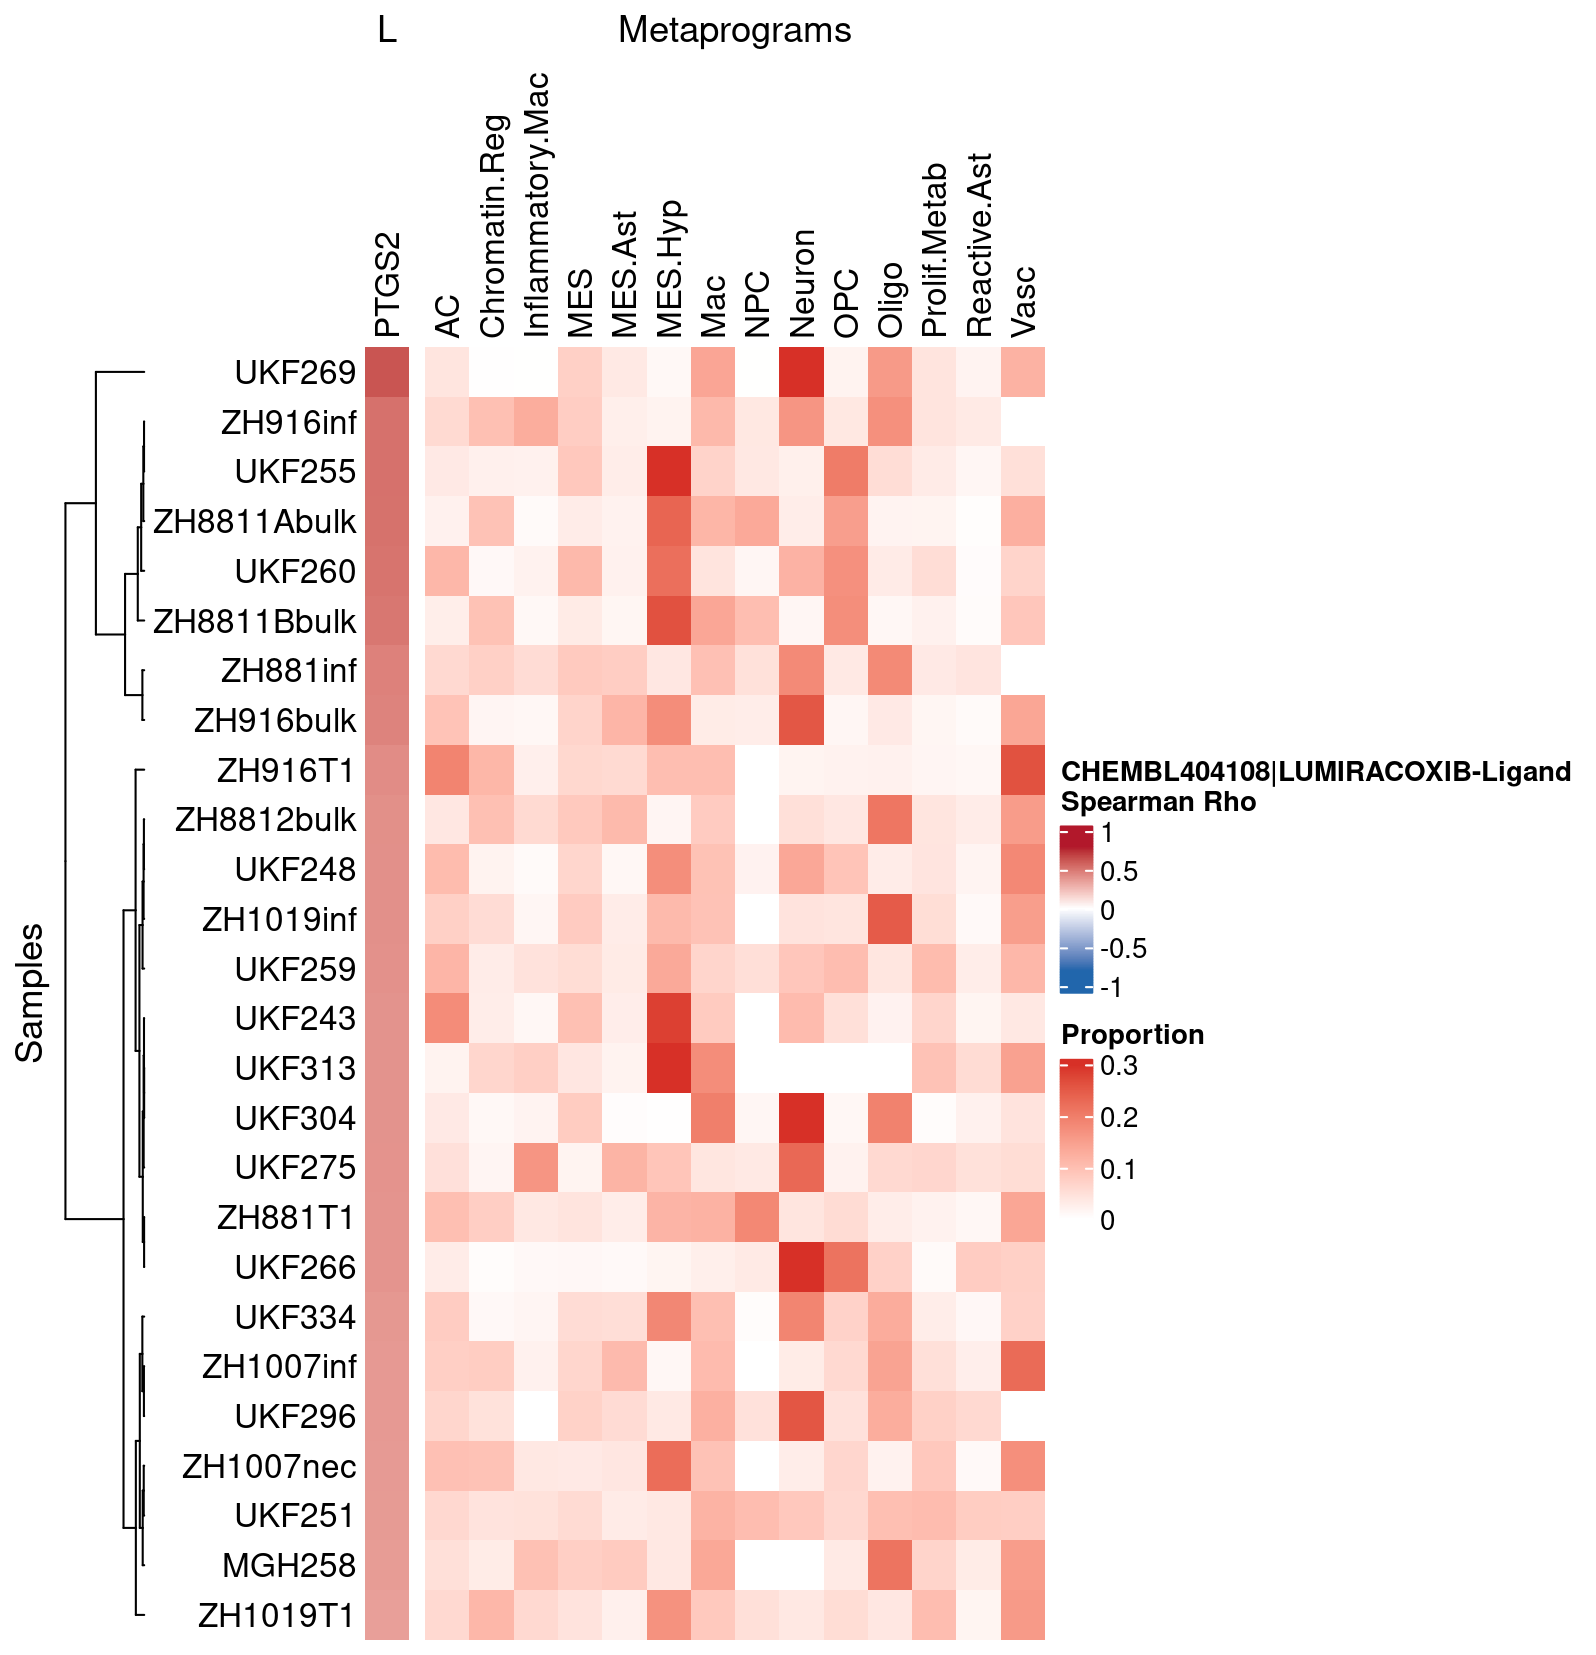 L Metaprograms
PTGS2
AC
Chromatin.Reg
Inflammatory.Mac
MES
MES.Ast
MES.Hyp
Mac
NPC
Neuron
OPC
Oligo
Prolif.Metab
Reactive.Ast
Vasc
Samples
UKF269
ZH916inf
UKF255
ZH8811Abulk
UKF260
ZH8811Bbulk
ZH881inf
ZH916bulk
ZH916T1
ZH8812bulk
UKF248
ZH1019inf
UKF259
UKF243
UKF313
UKF304
UKF275
ZH881T1
UKF266
UKF334
ZH1007inf
UKF296
ZH1007nec
UKF251
MGH258
ZH1019T1
CHEMBL404108|LUMIRACOXIB-Ligand
Spearman Rho
1
0.5
0
-0.5
-1
Proportion
0.3
0.2
0.1
0